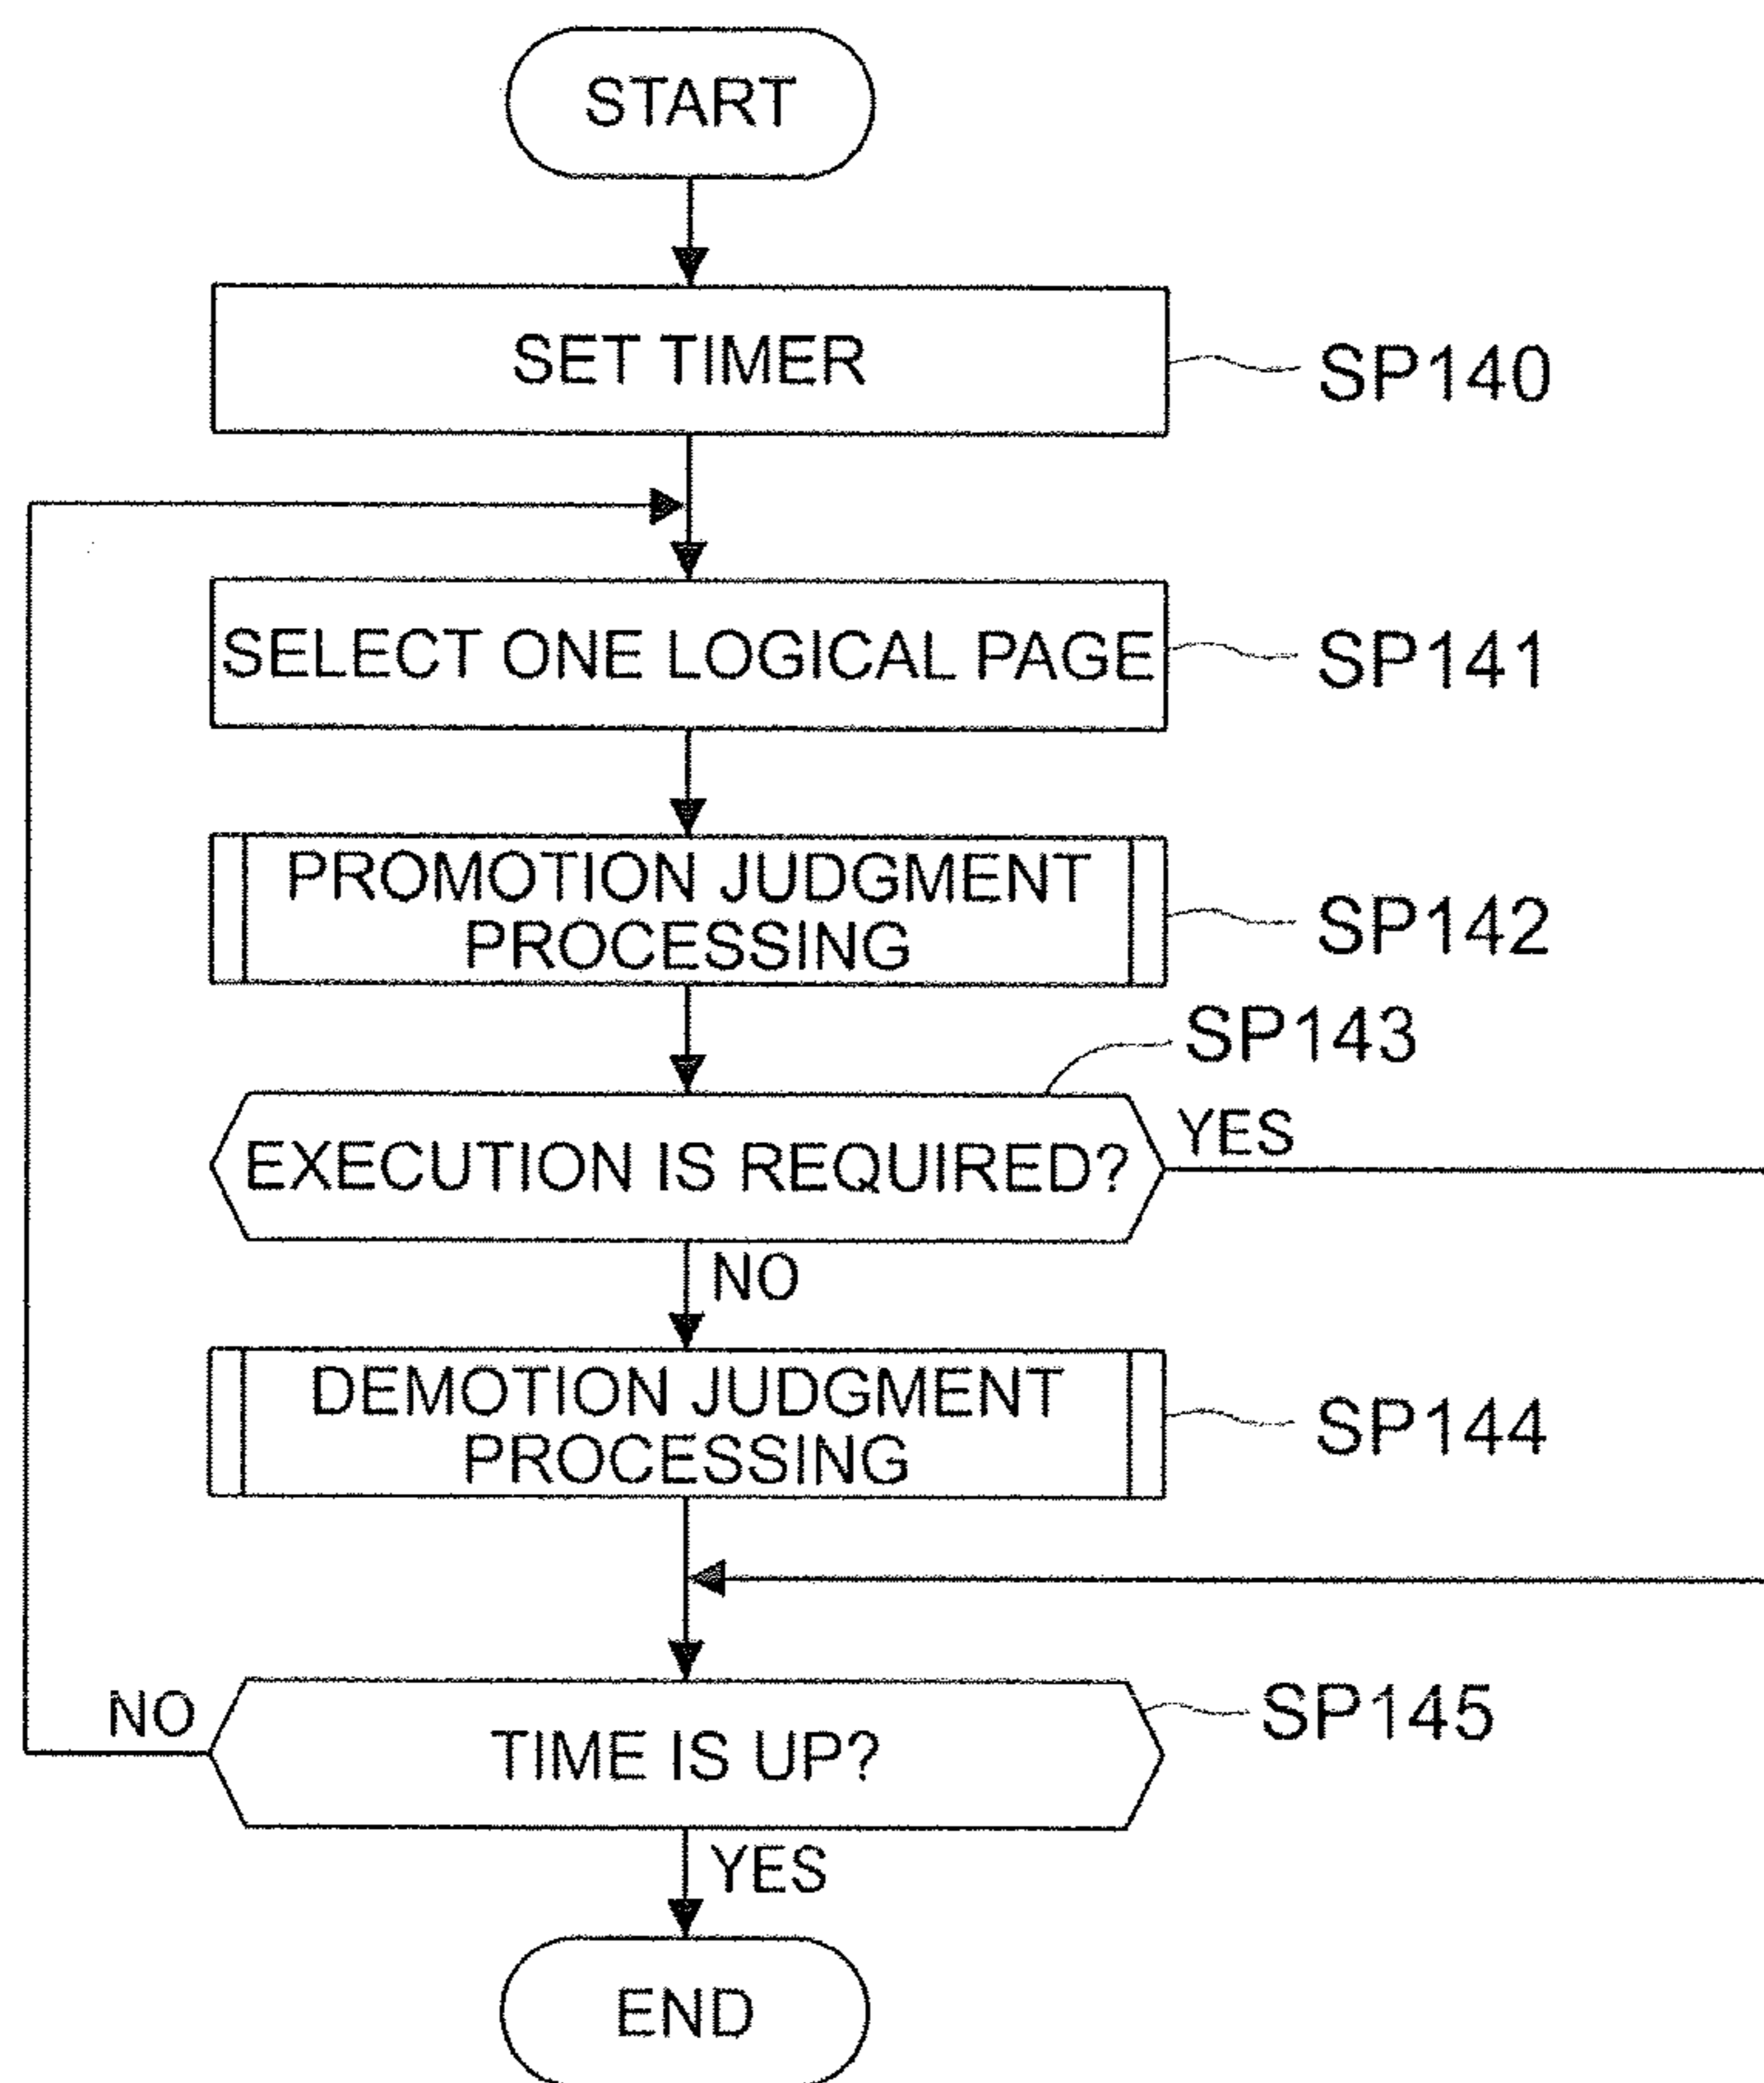 START
SET TIMER
SP140
SELECT ONE LOGICAL PAGE
SP141
PROMOTION JUDGMENT
PROCESSING
SP142
SP143
EXECUTION IS REQUIRED?
YES
NO
DEMOTION JUDGMENT
PROCESSING
SP144
NO
TIME IS UP?
SP145
YES
END